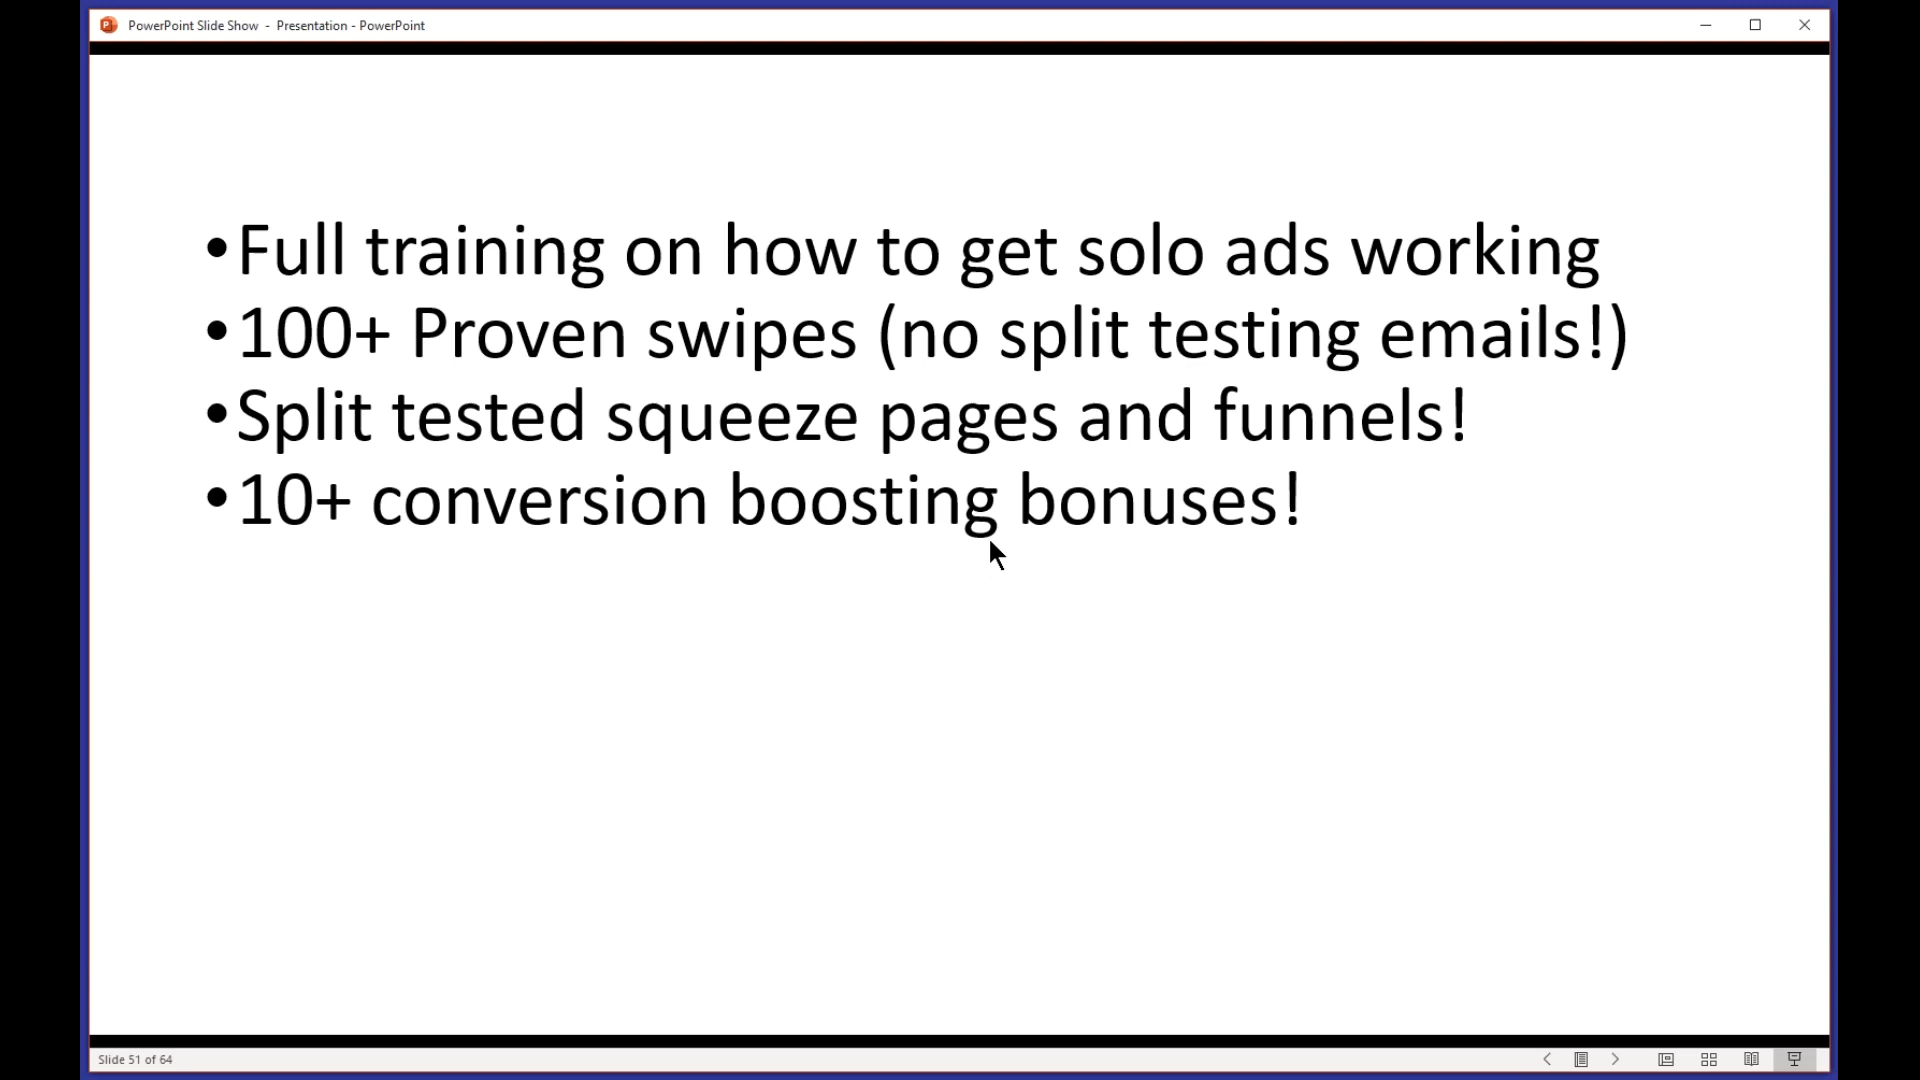 PowerPoint Slide Show - Presentation - PowerPoint
•Full training on how to get solo ads working
•100+ Proven swipes (no split testing emails!)
•Split tested squeeze pages and funnels!
•10+ conversion boosting bonuses!
Slide 51 of 64